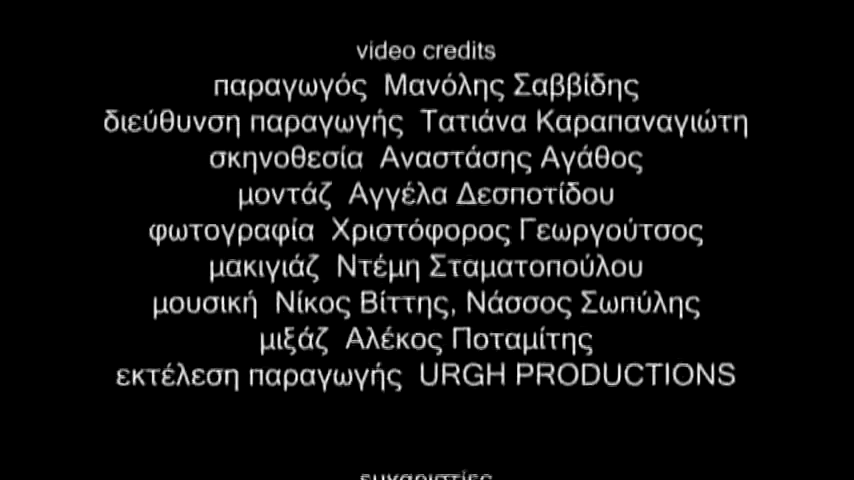 video credits
παραγωγός Μανόλης Σαββίδης
διεύθυνση παραγωγής Τατιάνα Καραπαναγιώτη
σκηνοθεσία Αναστάσης Αγάθος
μοντάζ Αγγέλα Δεσποτίδου
φωτογραφία Χριστόφορος Γεωργούτσος
μακιγιάζ Ντέμη Σταματοπούλου
μουσική Νίκος Βίττης, Νάσσος Σωπύλης
μιξάζ Αλέκος Ποταμίτης
εκτέλεση παραγωγής URGH PRODUCTIONS
ευχαριστίες